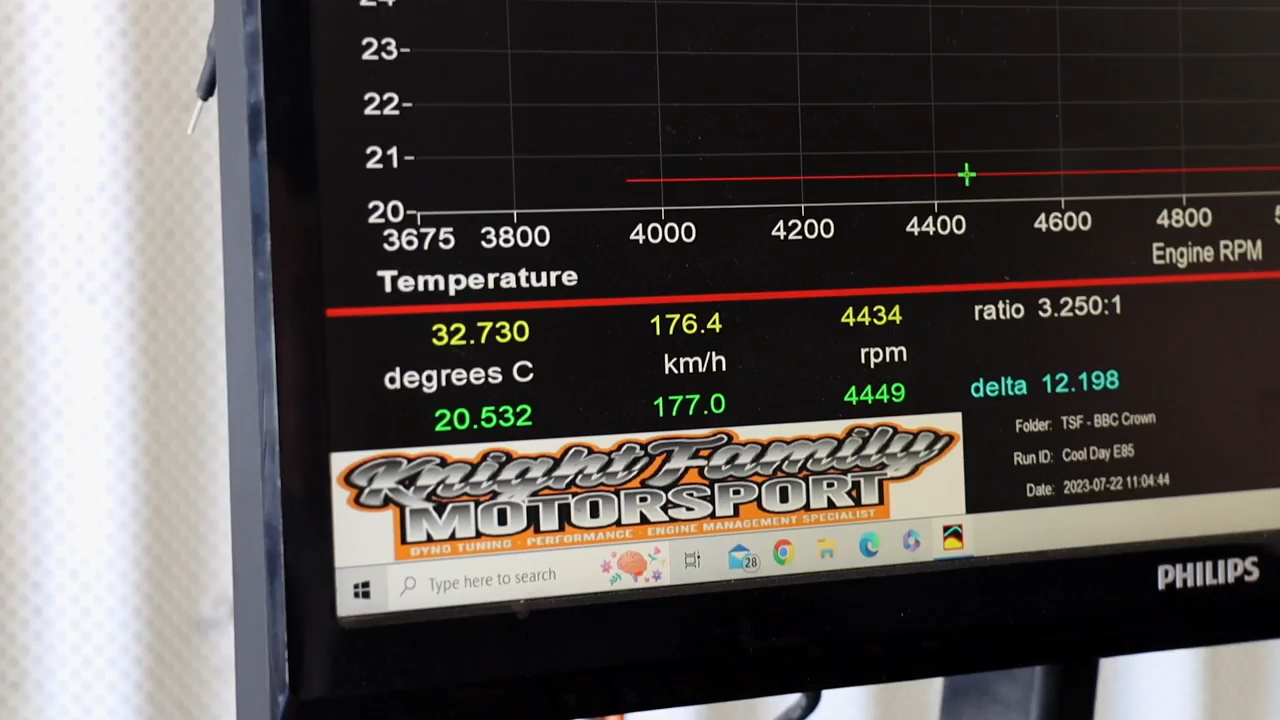 24
23-
22-
21-
20-
3675 3800 4000 4200 4400 4600 4800
Engine RPM
Temperature
32.730 176.4 4434 ratio 3.250:1
degrees C km/h rpm
20.532 177.0 4449 delta 12.198
Folder: TSF - BBC Crown
Run ID: Cool Day E85
Date: 2023-07-22 11:04:44
Knight Family
MOTORSPORT
DYNO TUNING - PERFORMANCE - ENGINE MANAGEMENT SPECIALIST
Type here to search
28
PHILIPS